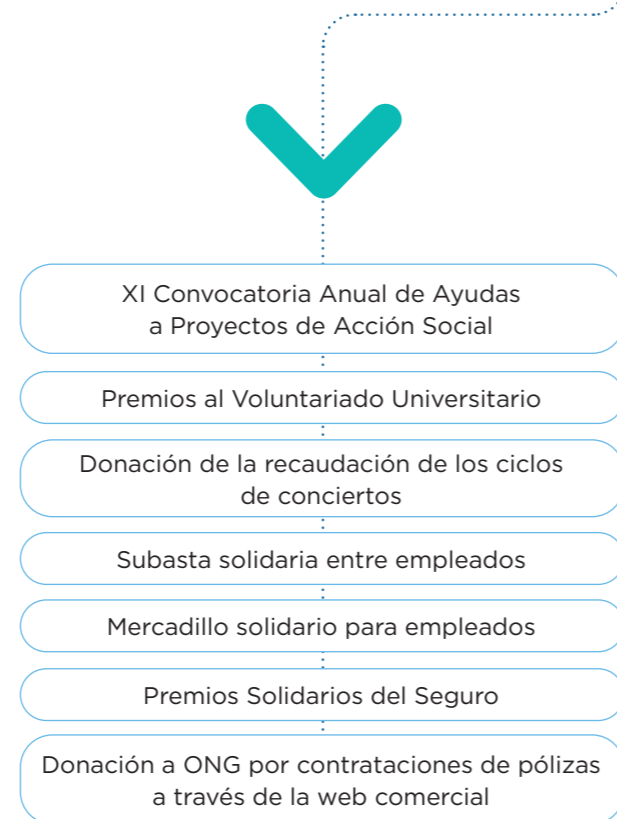 XI Convocatoria Anual de Ayudas
a Proyectos de Acción Social
Premios al Voluntariado Universitario
Donación de la recaudación de los ciclos
de conciertos
Subasta solidaria entre empleados
Mercadillo solidario para empleados
Premios Solidarios del Seguro
Donación a ONG por contrataciones de pólizas
a través de la web comercial